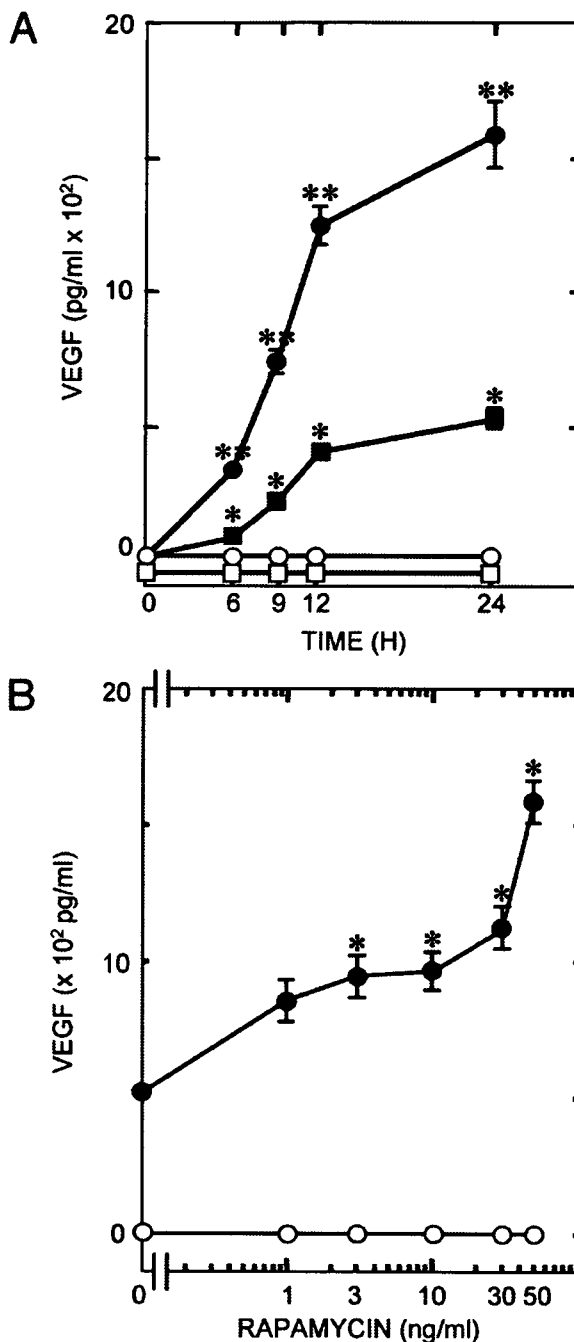 A
20
10
0
VEGF (pg/ml x 10²)
**
**
**
**
*
*
*
*
0 6 9 12 24
TIME (H)
B
20
10
0
VEGF (x 10² pg/ml)
*
*
*
*
0 1 3 10 30 50
RAPAMYCIN (ng/ml)